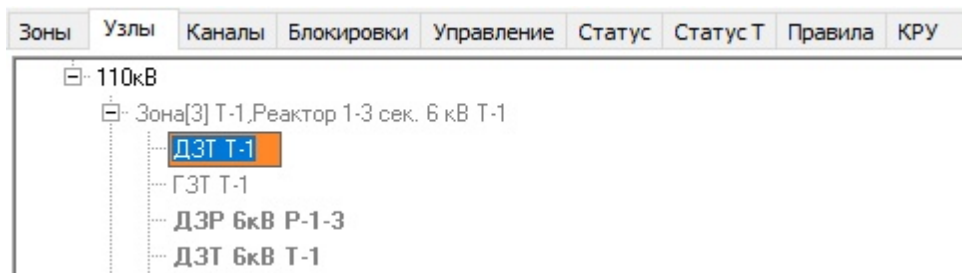 Зоны Узлы Каналы Блокировки Управление Статус Статус Т Правила КРУ
110кВ
Зона[3] Т-1,Реактор 1-3 сек. 6 кВ Т-1
ДЗТ Т-1
ГЗТ Т-1
ДЗР 6кВ Р-1-3
ДЗТ 6кВ Т-1